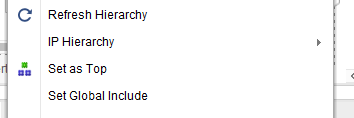 Refresh Hierarchy
IP Hierarchy
Set as Top
Set Global Include